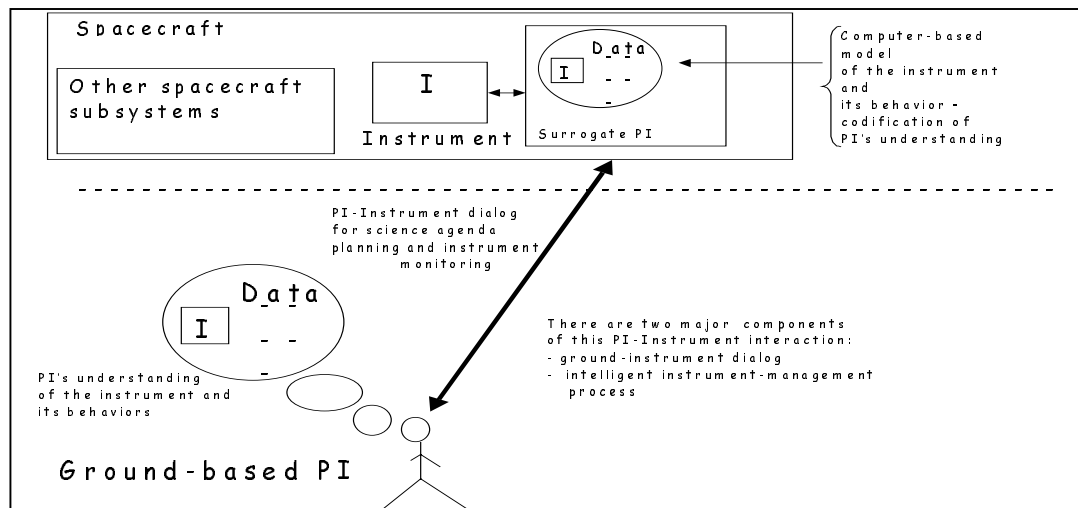 Spacecraft
Other spacecraft
subsystems
I
Instrument
Data
I
- -
-
Surrogate PI
Computer-based
model
of the instrument
and
its behavior -
codification of
PI's understanding
PI-Instrument dialog
for science agenda
planning and instrument
monitoring
Data
I
- -
-
PI's understanding
of the instrument and
its behaviors
There are two major components
of this PI-Instrument interaction:
- ground-instrument dialog
- intelligent instrument-management
process
Ground-based PI